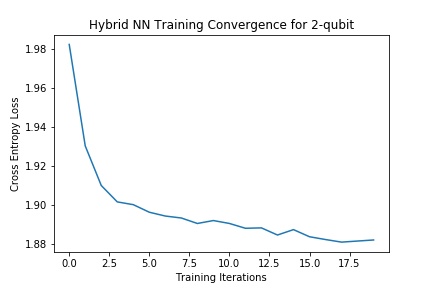 Hybrid NN Training Convergence for 2-qubit
1.98
1.96
1.94
1.92
1.90
1.88
Cross Entropy Loss
0.0 2.5 5.0 7.5 10.0 12.5 15.0 17.5
Training Iterations